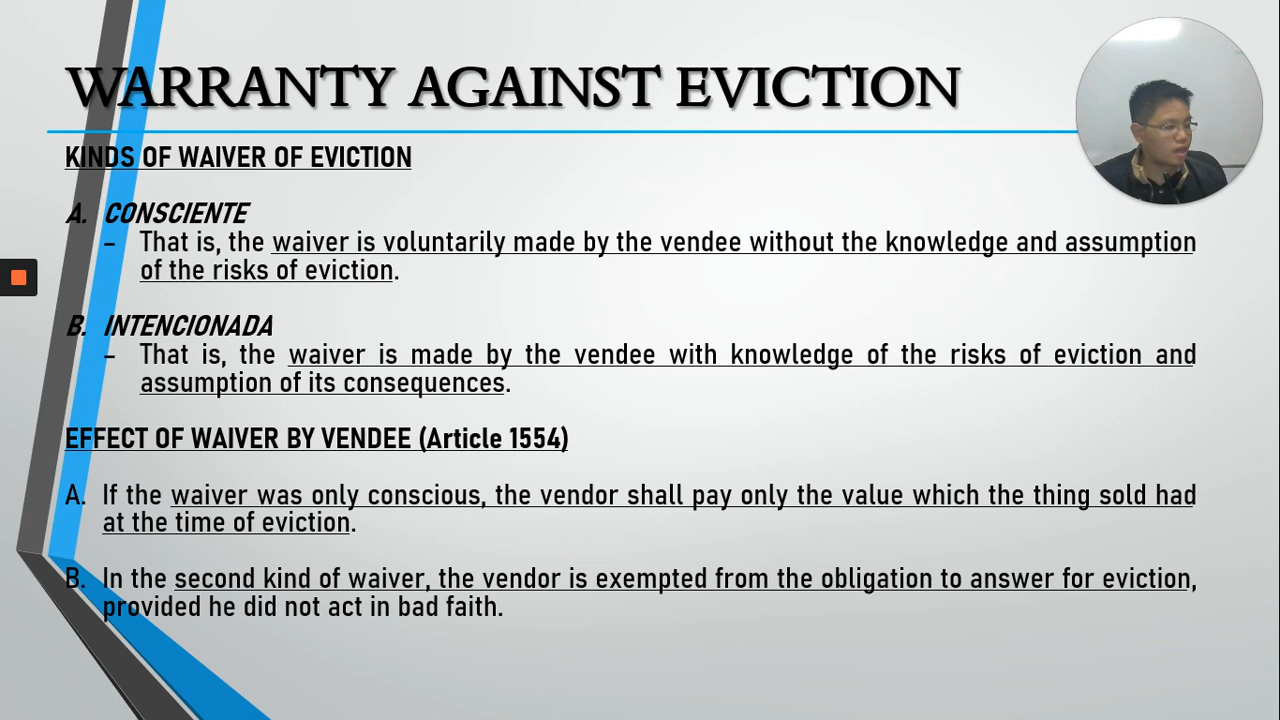 WARRANTY AGAINST EVICTION
KINDS OF WAIVER OF EVICTION
A. CONSCIENTE
– That is, the waiver is voluntarily made by the vendee without the knowledge and assumption
of the risks of eviction.
B. INTENCIONADA
– That is, the waiver is made by the vendee with knowledge of the risks of eviction and
assumption of its consequences.
EFFECT OF WAIVER BY VENDEE (Article 1554)
A. If the waiver was only conscious, the vendor shall pay only the value which the thing sold had
at the time of eviction.
B. In the second kind of waiver, the vendor is exempted from the obligation to answer for eviction,
provided he did not act in bad faith.